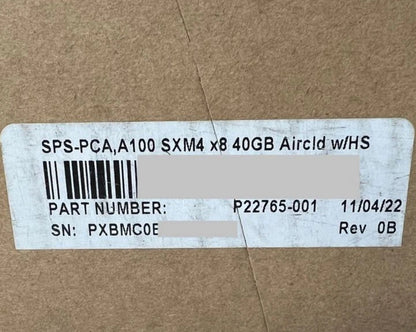 SPS-PCA,A100 SXM4 x8 40GB Aircld w/HS
PART NUMBER: P22765-001 11/04/22
SN: PXBMC0E Rev 0B